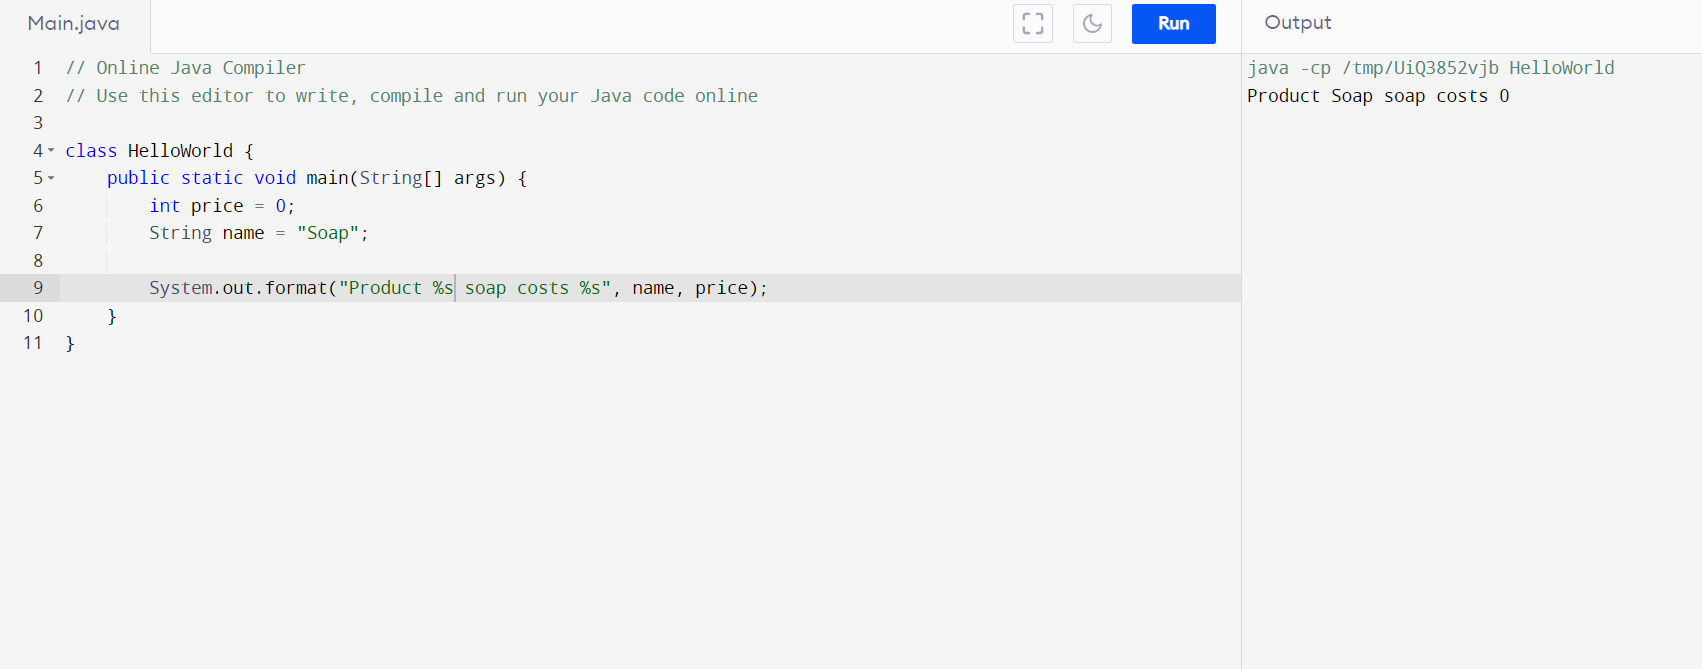 Main.java
Run
Output
1 // Online Java Compiler
2 // Use this editor to write, compile and run your Java code online
3
4 class HelloWorld {
5     public static void main(String[] args) {
6         int price = 0;
7         String name = "Soap";
8
9         System.out.format("Product %s soap costs %s", name, price);
10     }
11 }
java -cp /tmp/UiQ3852vjb HelloWorld
Product Soap soap costs 0